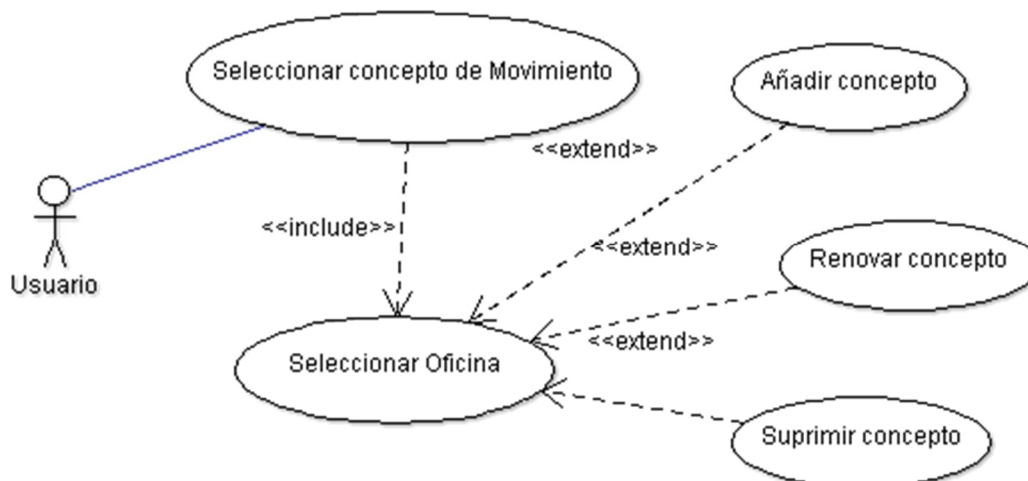 Seleccionar concepto de Movimiento
Añadir concepto
<<extend>>
<<include>>
<<extend>>
Renovar concepto
Usuario
<<extend>>
Seleccionar Oficina
Suprimir concepto